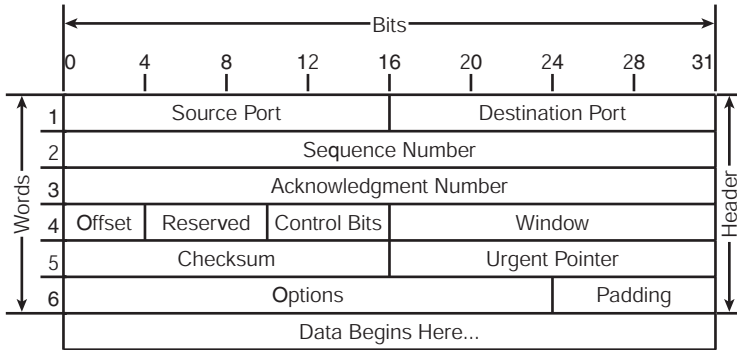 Bits
0 4 8 12 16 20 24 28 31
Words
Header
1 Source Port Destination Port
2 Sequence Number
3 Acknowledgment Number
4 Offset Reserved Control Bits Window
5 Checksum Urgent Pointer
6 Options Padding
Data Begins Here...